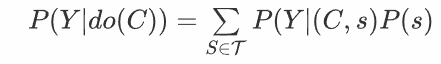 P(Y|do(C)) = ∑_{S∈𝒯} P(Y|(C,s)P(s)